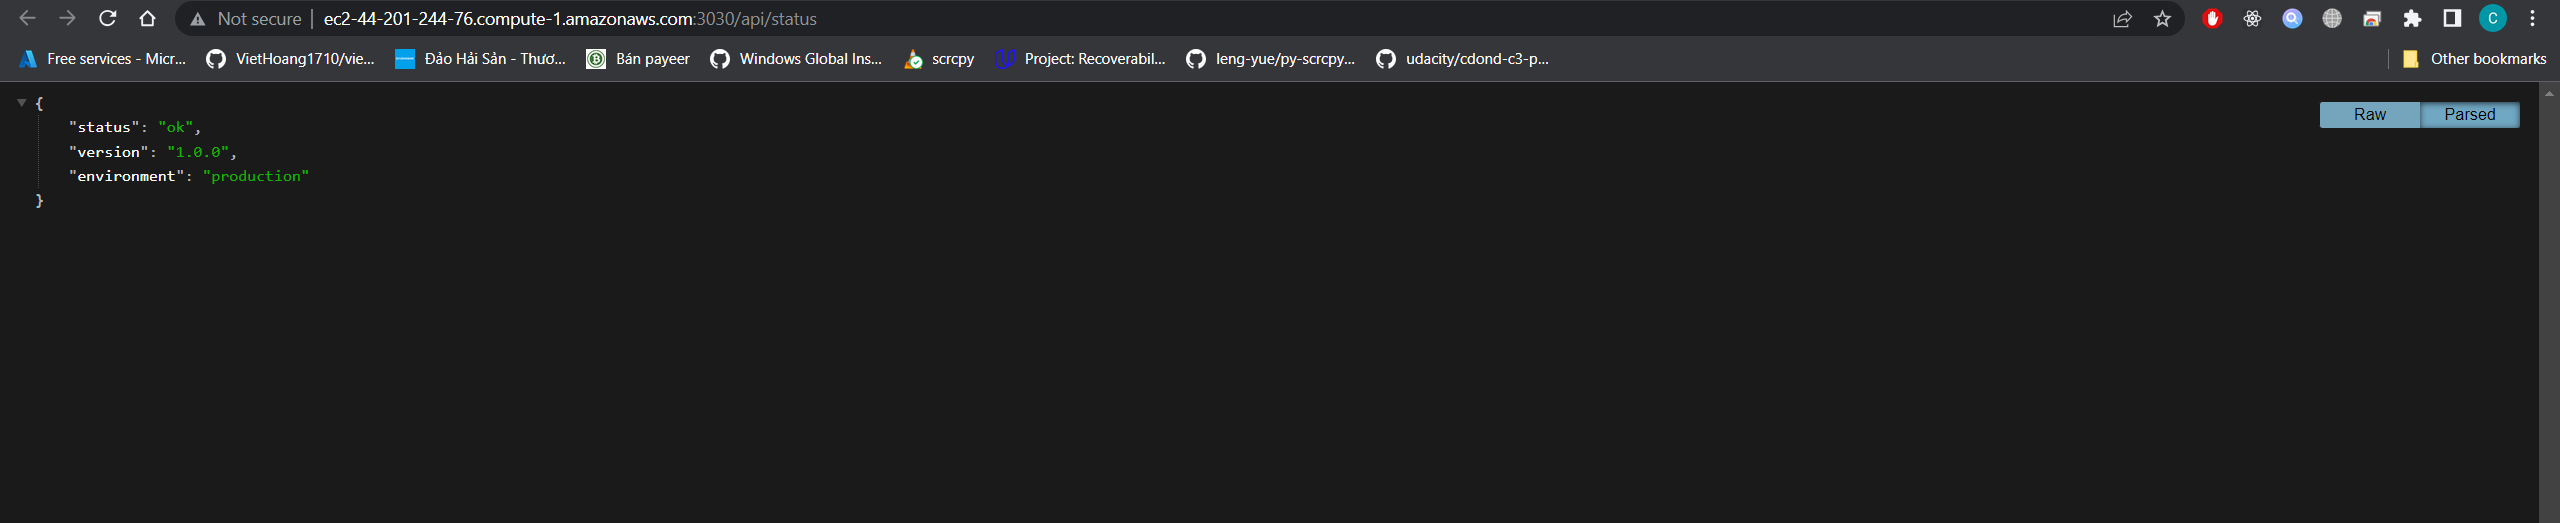 Not secure | ec2-44-201-244-76.compute-1.amazonaws.com:3030/api/status
C
Free services - Micr... VietHoang1710/vie... Đảo Hải Sản - Thươ... Bán payeer Windows Global Ins... scrcpy Project: Recoverabil... leng-yue/py-scrcpy... udacity/cdond-c3-p... Other bookmarks
{
Raw Parsed
"status": "ok",
"version": "1.0.0",
"environment": "production"
}